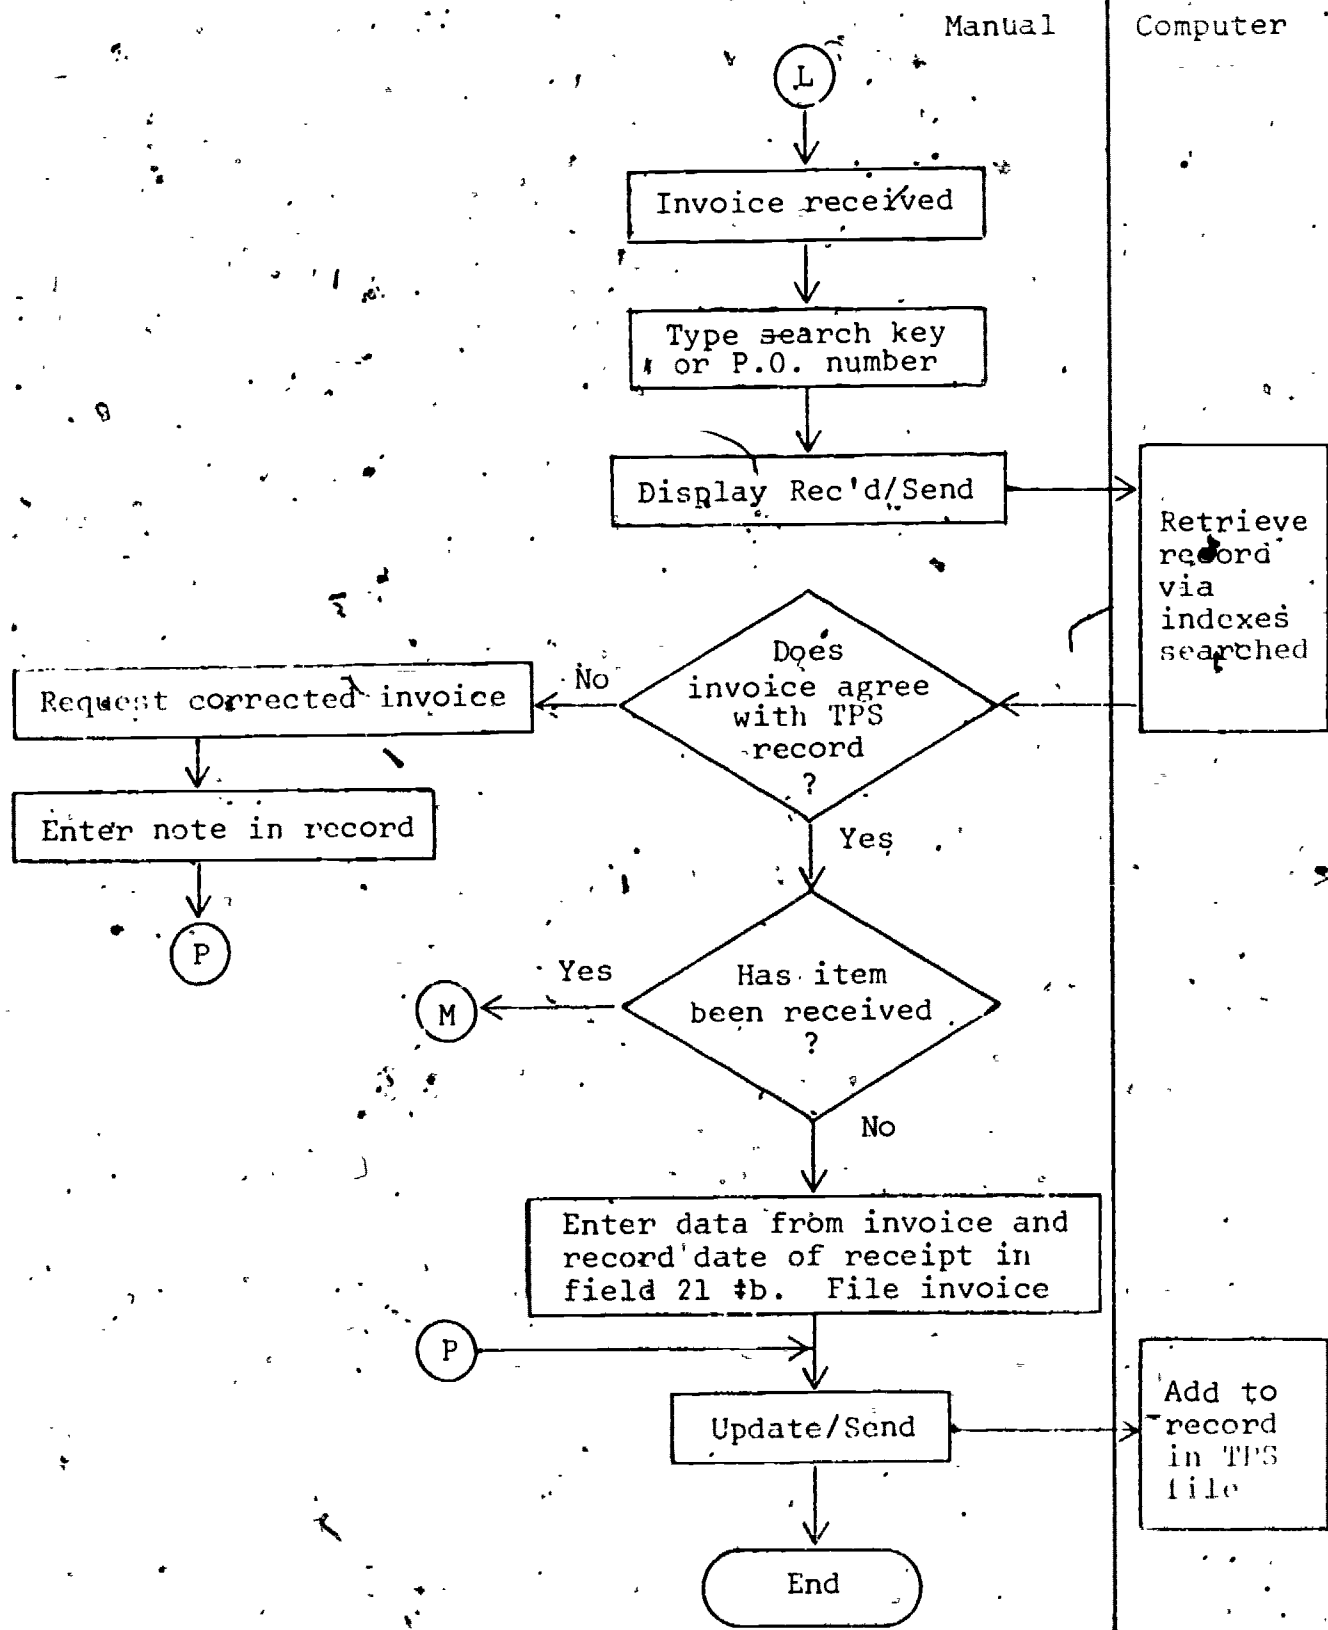 Manual
Computer
L
Invoice received
Type search key
or P.O. number
Display Rec'd/Send
Retrieve
record
via
indexes
searched
Does
invoice agree
with TPS
record
?
No
Request corrected invoice
Enter note in record
P
Yes
Has item
been received
?
Yes
M
No
Enter data from invoice and
record date of receipt in
field 21 ‡b. File invoice
P
Update/Send
Add to
record
in TPS
file
End